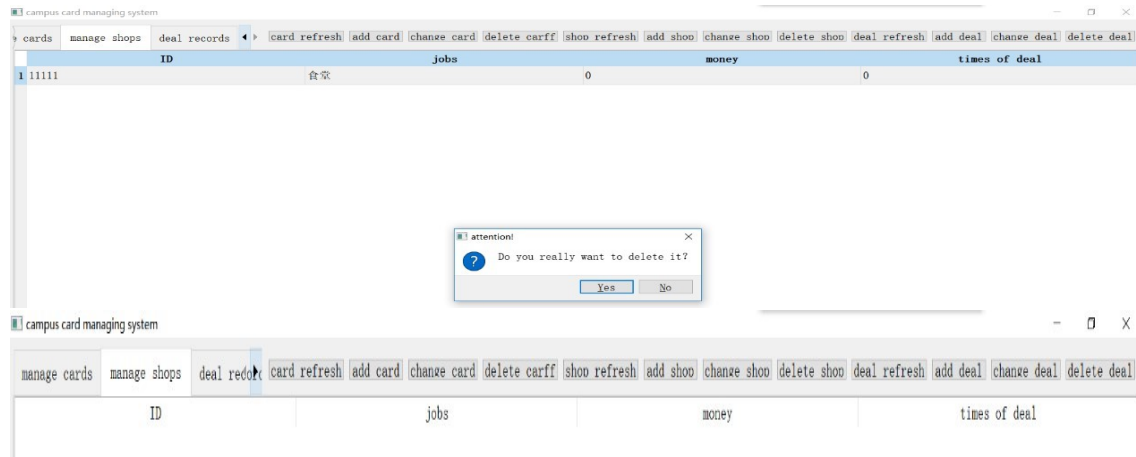 campus card managing system
cards manage shops deal records card refresh add card change card delete carff shop refresh add shop change shop delete shop deal refresh add deal change deal delete deal
ID jobs money times of deal
1 11111 食堂 0 0
attention!
Do you really want to delete it?
Yes No
campus card managing system
manage cards manage shops deal reco card refresh add card change card delete carff shop refresh add shop change shop delete shop deal refresh add deal change deal delete deal
ID jobs money times of deal